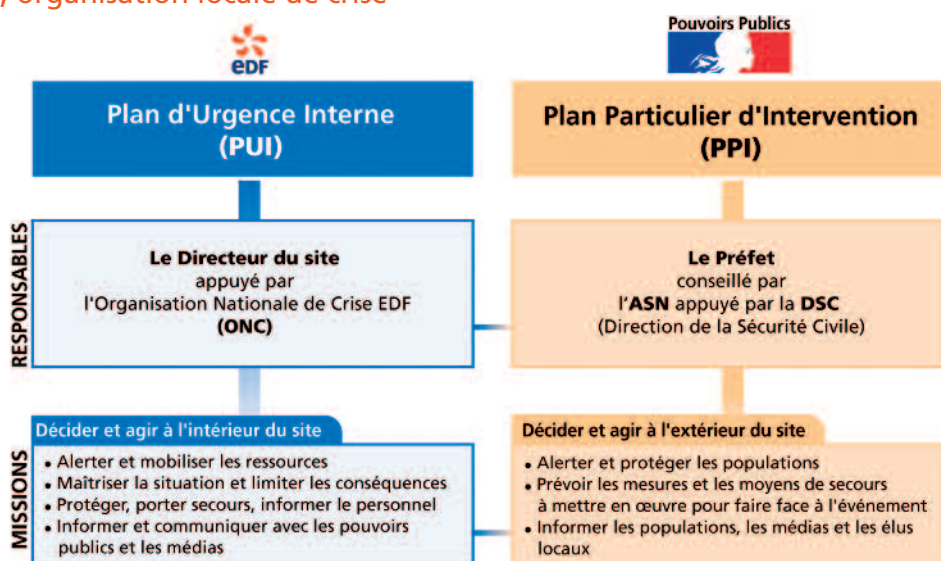 , organisation locale de crise
eDF
Pouvoirs Publics
Plan d'Urgence Interne
(PUI)
Plan Particulier d'Intervention
(PPI)
RESPONSABLES
Le Directeur du site
appuyé par
l'Organisation Nationale de Crise EDF
(ONC)
Le Préfet
conseillé par
l'ASN appuyé par la DSC
(Direction de la Sécurité Civile)
MISSIONS
Décider et agir à l'intérieur du site
• Alerter et mobiliser les ressources
• Maîtriser la situation et limiter les conséquences
• Protéger, porter secours, informer le personnel
• Informer et communiquer avec les pouvoirs
publics et les médias
Décider et agir à l'extérieur du site
• Alerter et protéger les populations
• Prévoir les mesures et les moyens de secours
à mettre en œuvre pour faire face à l'événement
• Informer les populations, les médias et les élus
locaux